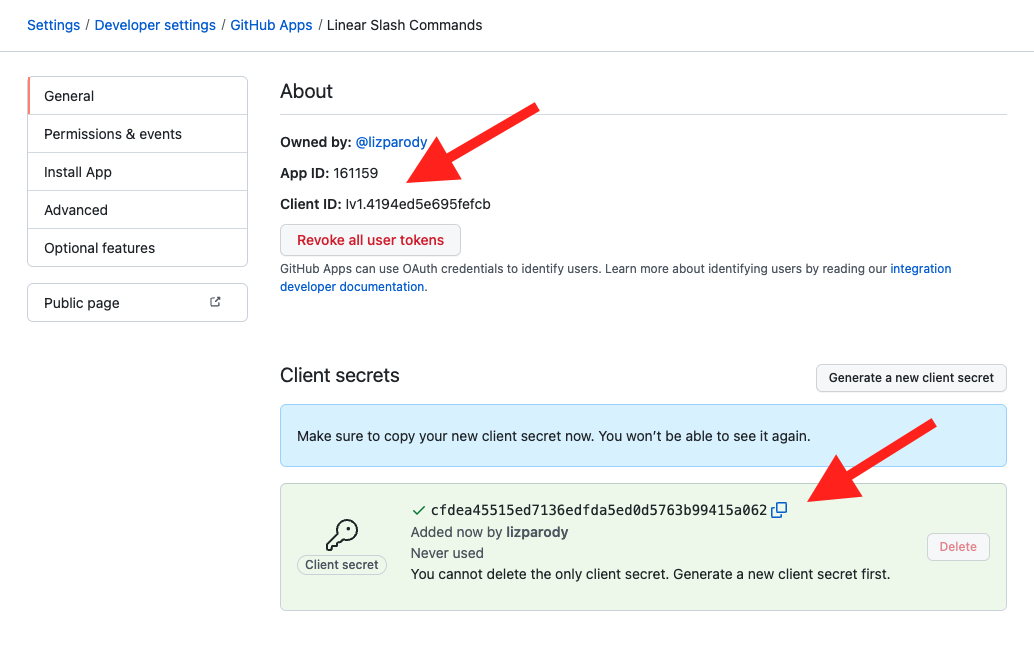 Settings / Developer settings / GitHub Apps / Linear Slash Commands
General
Permissions & events
Install App
Advanced
Optional features
Public page
About
Owned by: @lizparody
App ID: 161159
Client ID: Iv1.4194ed5e695fefcb
Revoke all user tokens
GitHub Apps can use OAuth credentials to identify users. Learn more about identifying users by reading our integration
developer documentation.
Client secrets
Generate a new client secret
Make sure to copy your new client secret now. You won’t be able to see it again.
cfdea45515ed7136edfda5ed0d5763b99415a062
Added now by lizparody
Never used
You cannot delete the only client secret. Generate a new client secret first.
Client secret
Delete